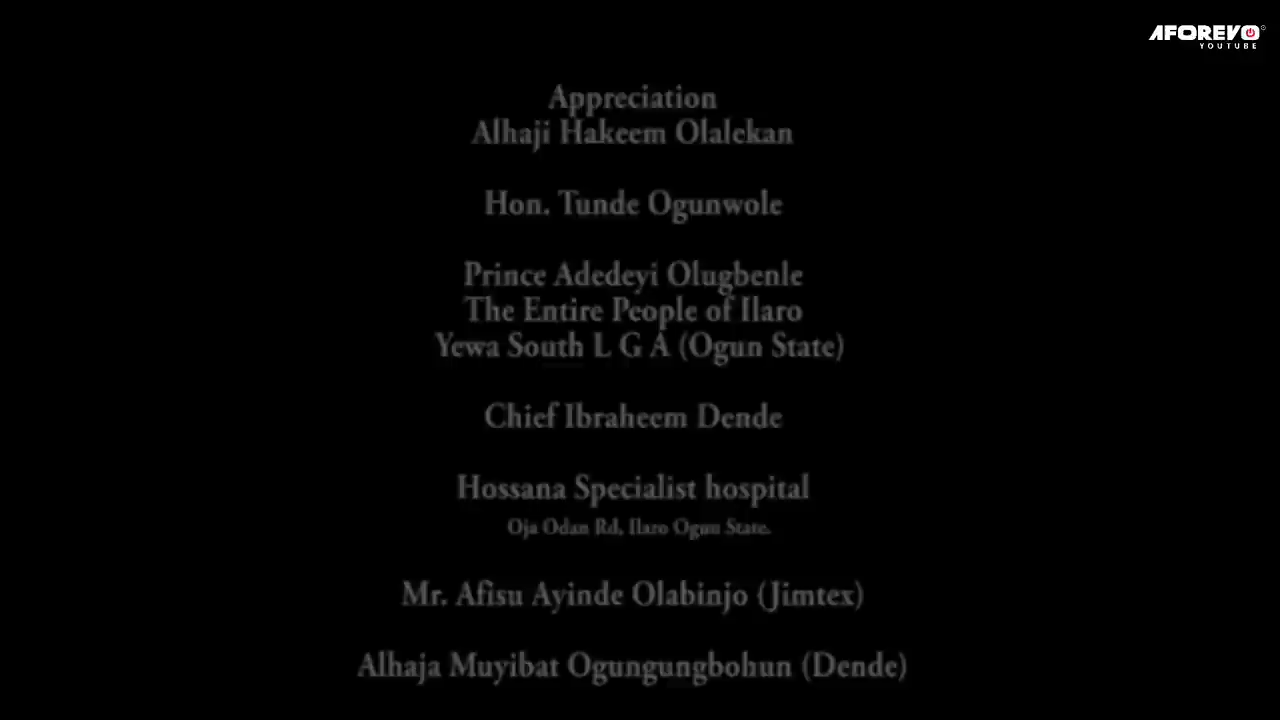 AFOREVO
YOUTUBE
Appreciation
Alhaji Hakeem Olalekan
Hon. Tunde Ogunwole
Prince Adedeyi Olugbenle
The Entire People of Ilaro
Yewa South L G A (Ogun State)
Chief Ibraheem Dende
Hossana Specialist hospital
Oja Odan Rd, Ilaro Ogun State.
Mr. Afisu Ayinde Olabinjo (Jimtex)
Alhaja Muyibat Ogungungbohun (Dende)